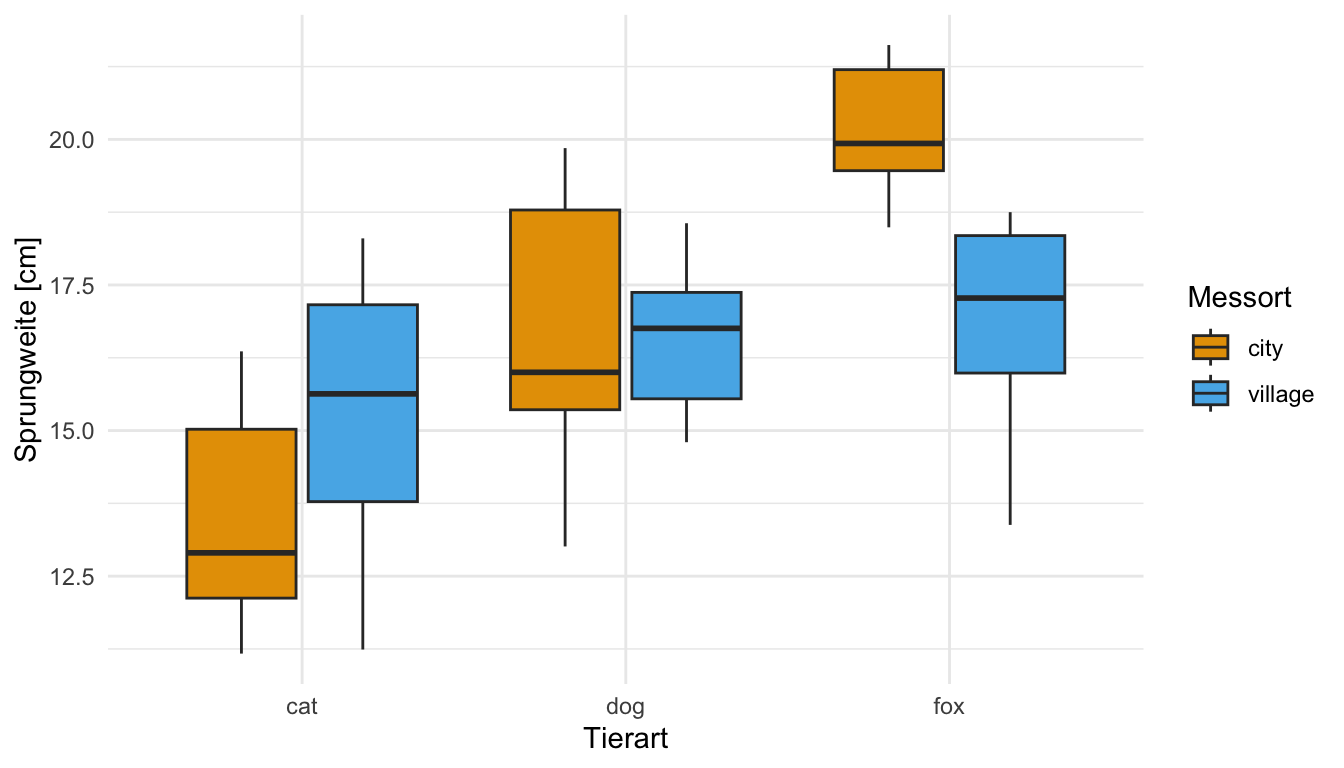 Sprungweite [cm]
20.0
17.5
15.0
12.5
cat dog fox
Tierart
Messort
city
village